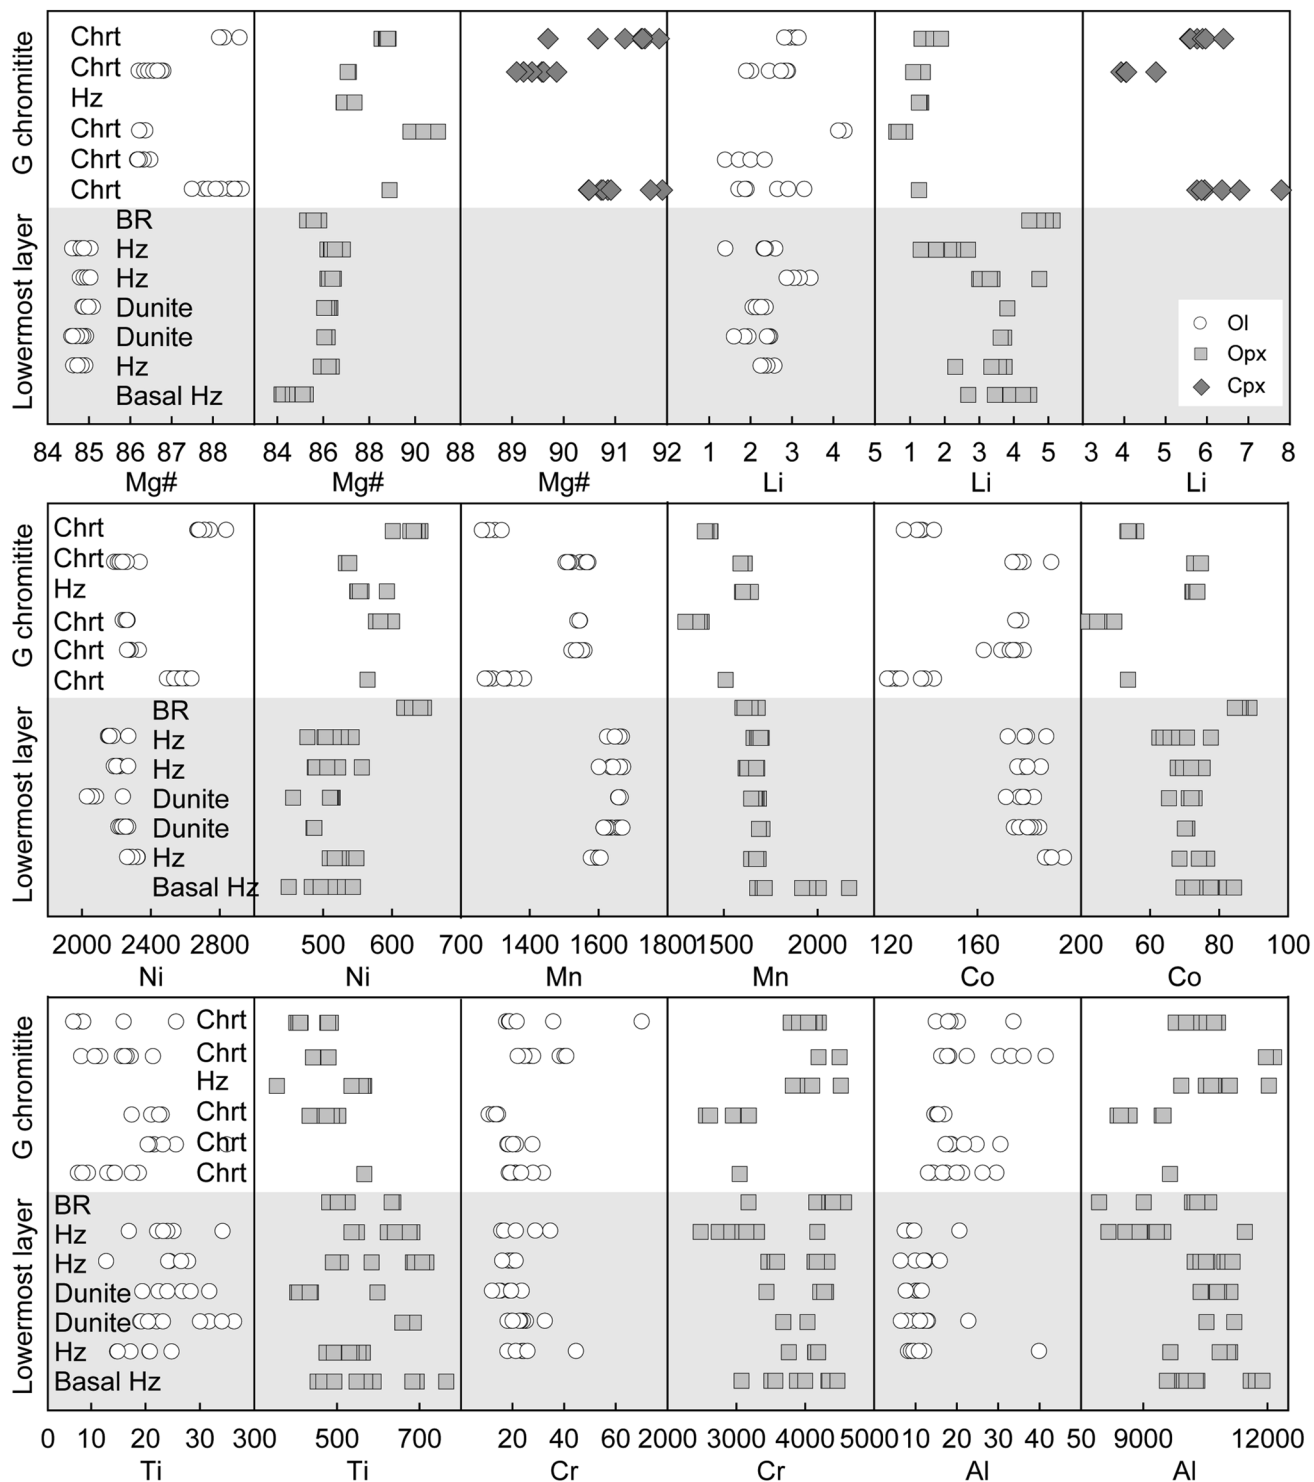 G chromitite
Lowermost layer
Chrt
Chrt
Hz
Chrt
Chrt
Chrt
BR
Hz
Hz
Dunite
Dunite
Hz
Basal Hz
Ol
Opx
Cpx
84 85 86 87 88
84 86 88 90
88 89 90 91 92
2 1 2 3 4 5
1 2 3 4 5
3 4 5 6 7 8
Mg# Mg# Mg# Li Li Li
G chromitite
Lowermost layer
Chrt
Chrt
Hz
Chrt
Chrt
Chrt
BR
Hz
Hz
Dunite
Dunite
Hz
Basal Hz
2000 2400 2800
500 600 700
1400 1600 1800
1500 2000
120 160 200
60 80 100
Ni Ni Mn Mn Co Co
G chromitite
Lowermost layer
Chrt
Chrt
Hz
Chrt
Chrt
Chrt
BR
Hz
Hz
Dunite
Dunite
Hz
Basal Hz
0 10 20 30
300 500 700
20 40 60
2000 3000 4000 5000
10 20 30 40 50
9000 12000
Ti Ti Cr Cr Al Al